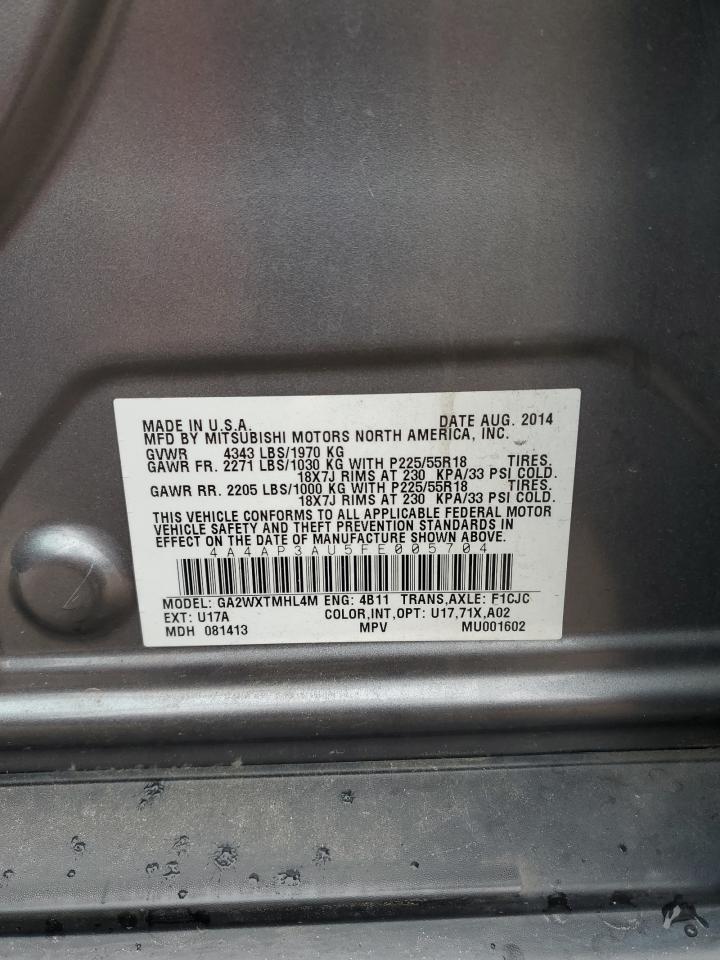 MADE IN U.S.A. DATE AUG. 2014
MFD BY MITSUBISHI MOTORS NORTH AMERICA, INC.
GVWR 4343 LBS/1970 KG
GAWR FR. 2271 LBS/1030 KG WITH P225/55R18 TIRES,
18X7J RIMS AT 230 KPA/33 PSI COLD.
GAWR RR. 2205 LBS/1000 KG WITH P225/55R18 TIRES,
18X7J RIMS AT 230 KPA/33 PSI COLD.
THIS VEHICLE CONFORMS TO ALL APPLICABLE FEDERAL MOTOR
VEHICLE SAFETY AND THEFT PREVENTION STANDARDS IN
EFFECT ON THE DATE OF MANUFACTURE SHOWN ABOVE.
4A4AP3AU5FE005704
MODEL: GA2WXTMHL4M ENG: 4B11 TRANS,AXLE: F1CJC
EXT: U17A COLOR,INT,OPT: U17,71X,A02
MDH 081413 MPV MU001602